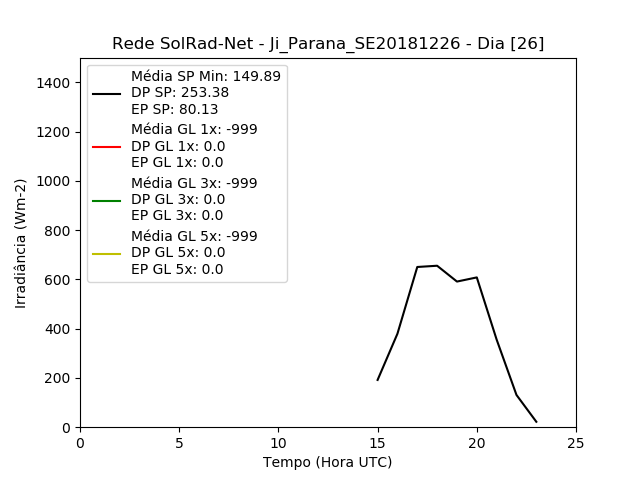 Rede SolRad-Net - Ji_Parana_SE20181226 - Dia [26]
Média SP Min: 149.89
DP SP: 253.38
EP SP: 80.13
Média GL 1x: -999
DP GL 1x: 0.0
EP GL 1x: 0.0
Média GL 3x: -999
DP GL 3x: 0.0
EP GL 3x: 0.0
Média GL 5x: -999
DP GL 5x: 0.0
EP GL 5x: 0.0
Irradiância (Wm-2)
1400
1200
1000
800
600
400
200
0
0 5 10 15 20 25
Tempo (Hora UTC)